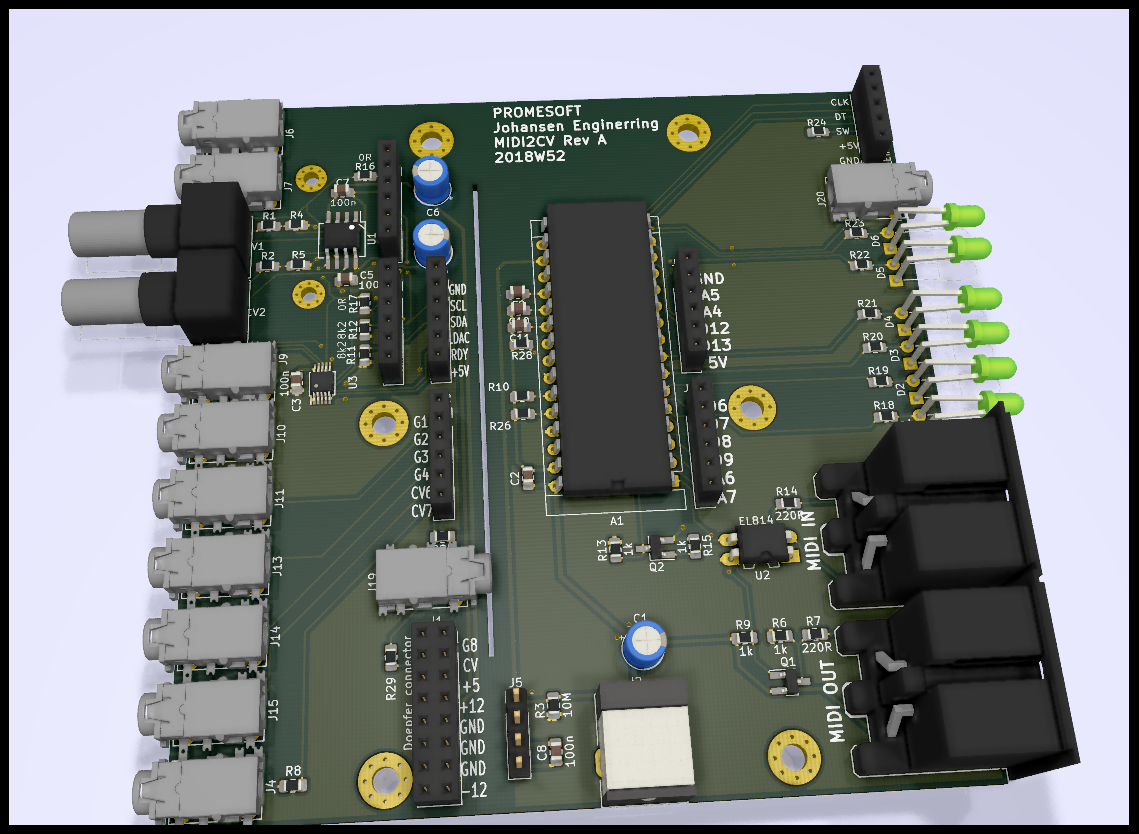 PROMESOFT
Johansen Enginerring
MIDI2CV Rev A
2018W52
CLK
DT
SW
+5V
GND
R24
J20
J6
J7
0R
R16
C7
100n
R1
R4
U1
C6
R2
R5
V1
C5
100
CV2
R23
D6
R22
D5
R21
D4
R20
D3
R19
D2
R18
0R
R17
8k2
R12
8k2
R11
GND
SCL
SDA
LDAC
RDY
+5V
GND
A5
A4
D12
D13
5V
R28
J9
100n
C3
U3
R10
R26
C2
J
D6
D7
D8
D9
A6
A7
G1
G2
G3
G4
CV6
CV7
J10
J11
J13
J14
J15
J4
R8
A1
R13
1k
Q2
1k
R15
EL814
U2
R14
220R
MIDI IN
J19
J1
G8
CV
+5
+12
GND
GND
GND
-12
Doepfer connector
R29
J5
R3
10M
C8
100n
C1
R9
1k
R6
1k
R7
220R
Q1
MIDI OUT